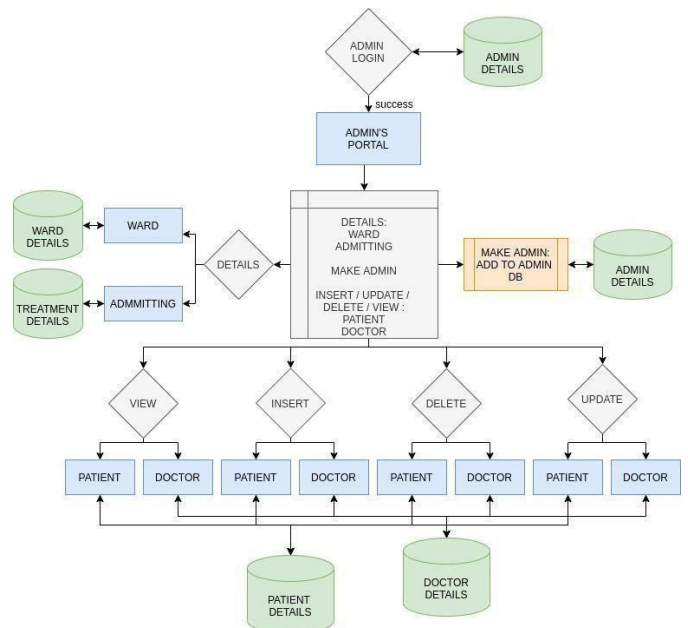 ADMIN
LOGIN
ADMIN
DETAILS
success
ADMIN'S
PORTAL
WARD
DETAILS
WARD
DETAILS
TREATMENT
DETAILS
ADMMITTING
DETAILS:
WARD
ADMITTING
MAKE ADMIN
INSERT / UPDATE /
DELETE / VIEW :
PATIENT
DOCTOR
MAKE ADMIN:
ADD TO ADMIN
DB
ADMIN
DETAILS
VIEW
INSERT
DELETE
UPDATE
PATIENT
DOCTOR
PATIENT
DOCTOR
PATIENT
DOCTOR
PATIENT
DOCTOR
PATIENT
DETAILS
DOCTOR
DETAILS